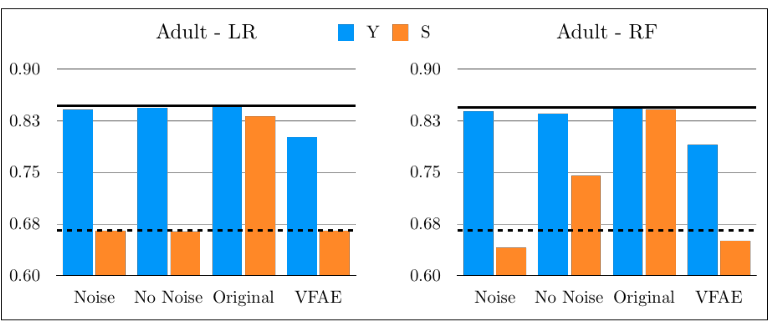 Adult - LR
Y S
Adult - RF
0.90
0.83
0.75
0.68
0.60
Noise No Noise Original VFAE
0.90
0.83
0.75
0.68
0.60
Noise No Noise Original VFAE